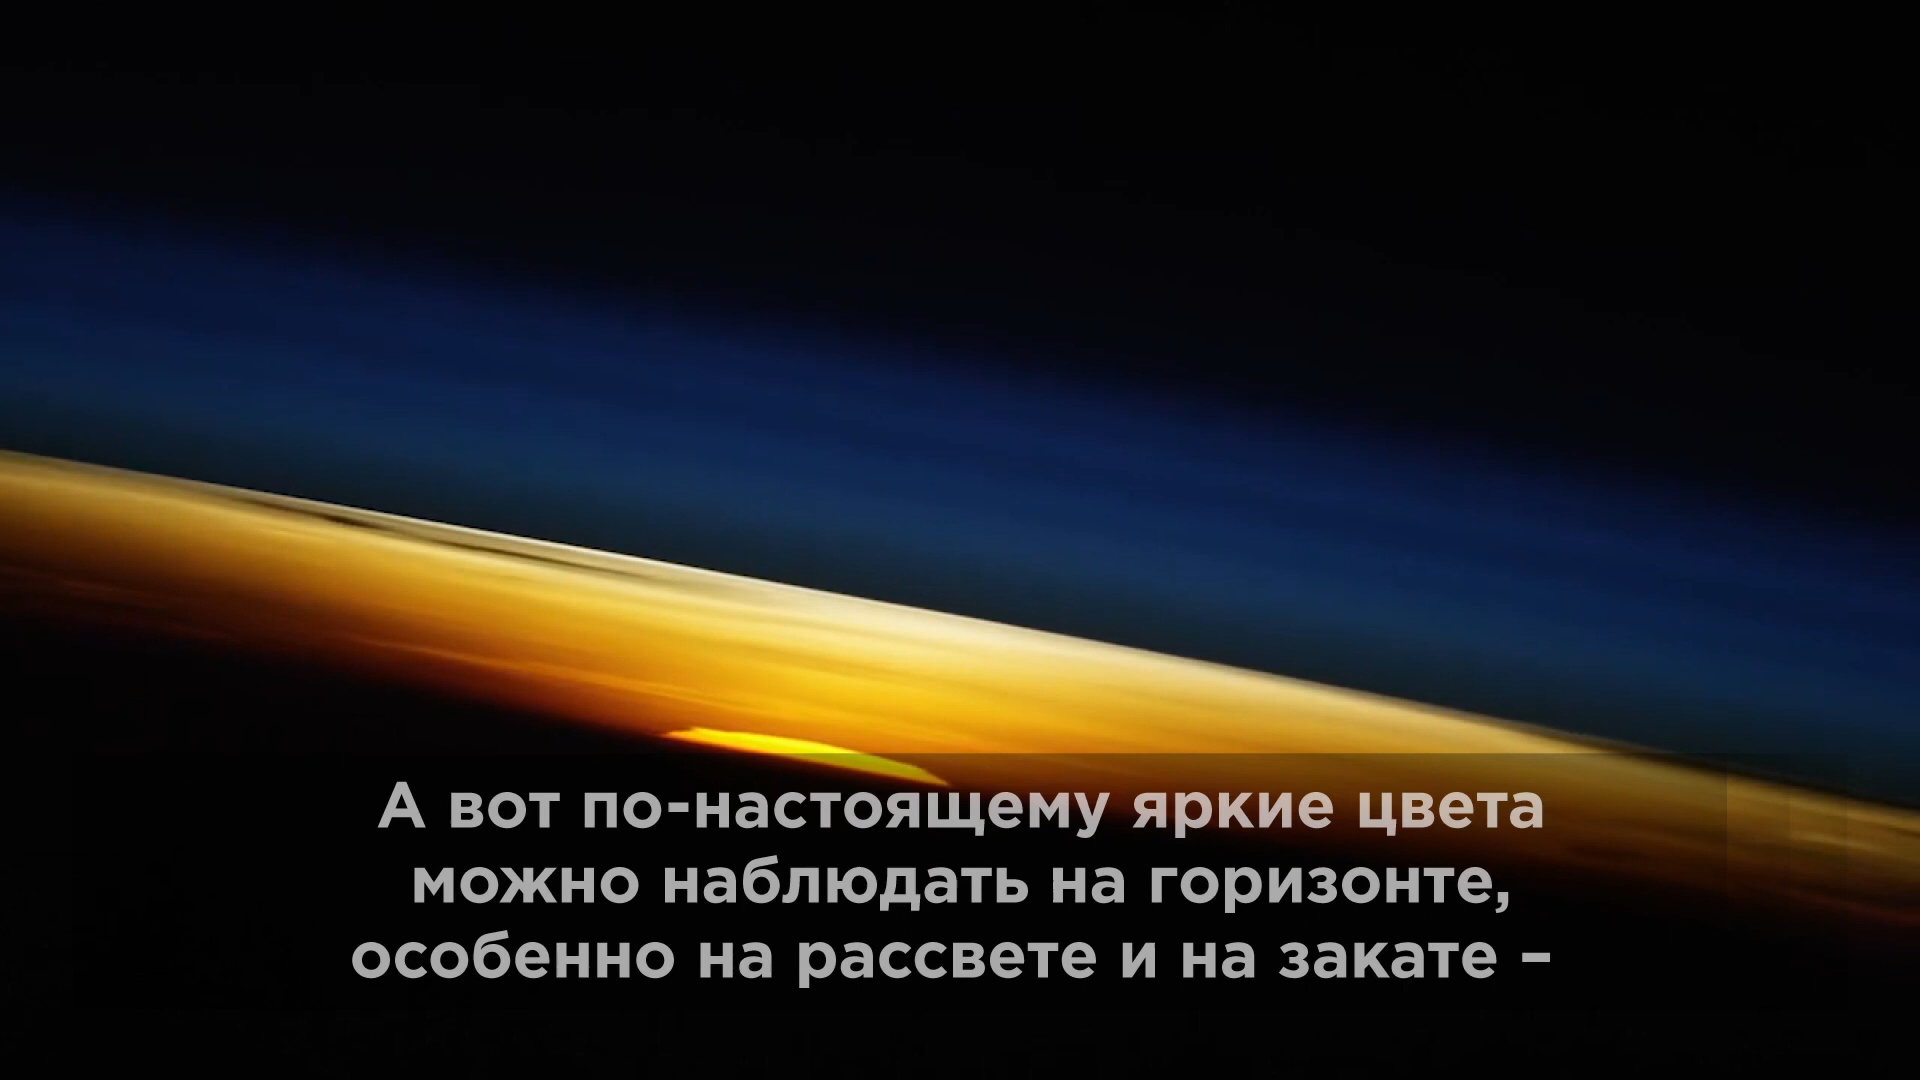 А вот по-настоящему яркие цвета
можно наблюдать на горизонте,
особенно на рассвете и на закате –